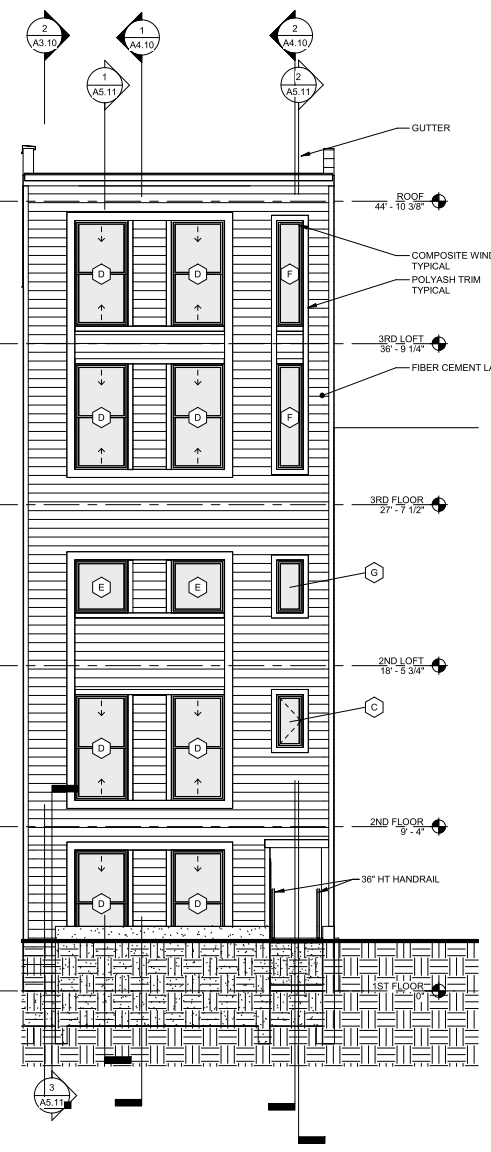 2
A3.10
1
A4.10
2
A4.10
1
A5.11
2
A5.11
GUTTER
ROOF
44' - 10 3/8"
COMPOSITE WIND
TYPICAL
POLYASH TRIM
TYPICAL
D
D
F
3RD LOFT
36' - 9 1/4"
FIBER CEMENT LA
D
D
F
3RD FLOOR
27' - 7 1/2"
E
E
G
2ND LOFT
18' - 5 3/4"
C
D
D
2ND FLOOR
9' - 4"
36" HT HANDRAIL
D
D
1ST FLOOR
0"
3
A5.11